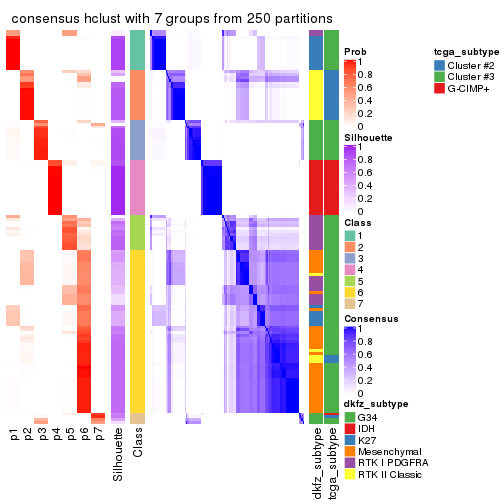 consensus hclust with 7 groups from 250 partitions
Prob
1
0.8
0.6
0.4
0.2
0
Silhouette
1
0.8
0.6
0.4
0.2
0
Class
1
2
3
4
5
6
7
Consensus
1
0.8
0.6
0.4
0.2
0
dkfz_subtype
G34
IDH
K27
Mesenchymal
RTK I PDGFRA
RTK II Classic
tcga_subtype
Cluster #2
Cluster #3
G-CIMP+
p1
p2
p3
p4
p5
p6
p7
Silhouette
Class
dkfz_subtype
tcga_subtype